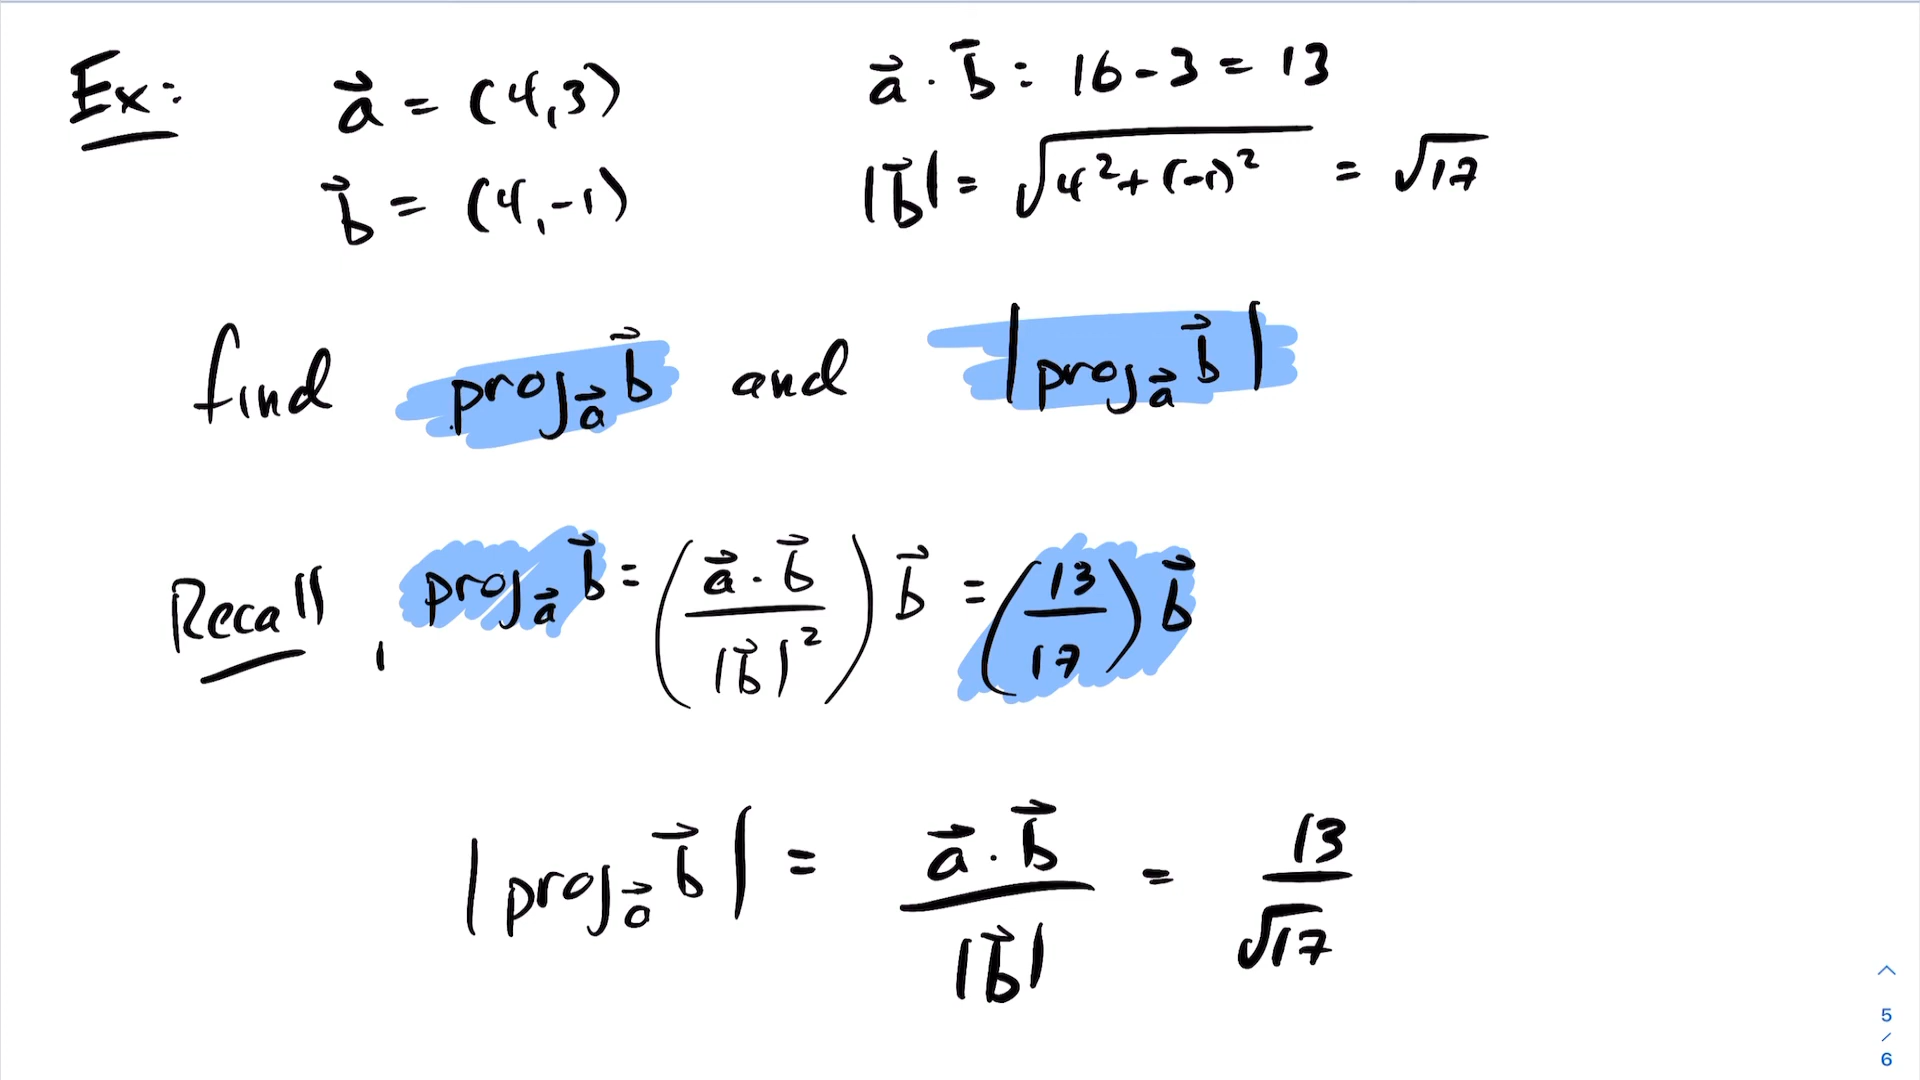 Ex: a⃗ = (4,3) a⃗ · b⃗ = 16 - 3 = 13
b⃗ = (4,-1) |b⃗| = √(4² + (-1)²) = √17
find proj_a⃗ b⃗ and |proj_a⃗ b⃗|
Recall, proj_a⃗ b⃗ = (a⃗ · b⃗ / |b⃗|²) b⃗ = (13/17) b⃗
|proj_a⃗ b⃗| = a⃗ · b⃗ / |b⃗| = 13 / √17
5
/
6